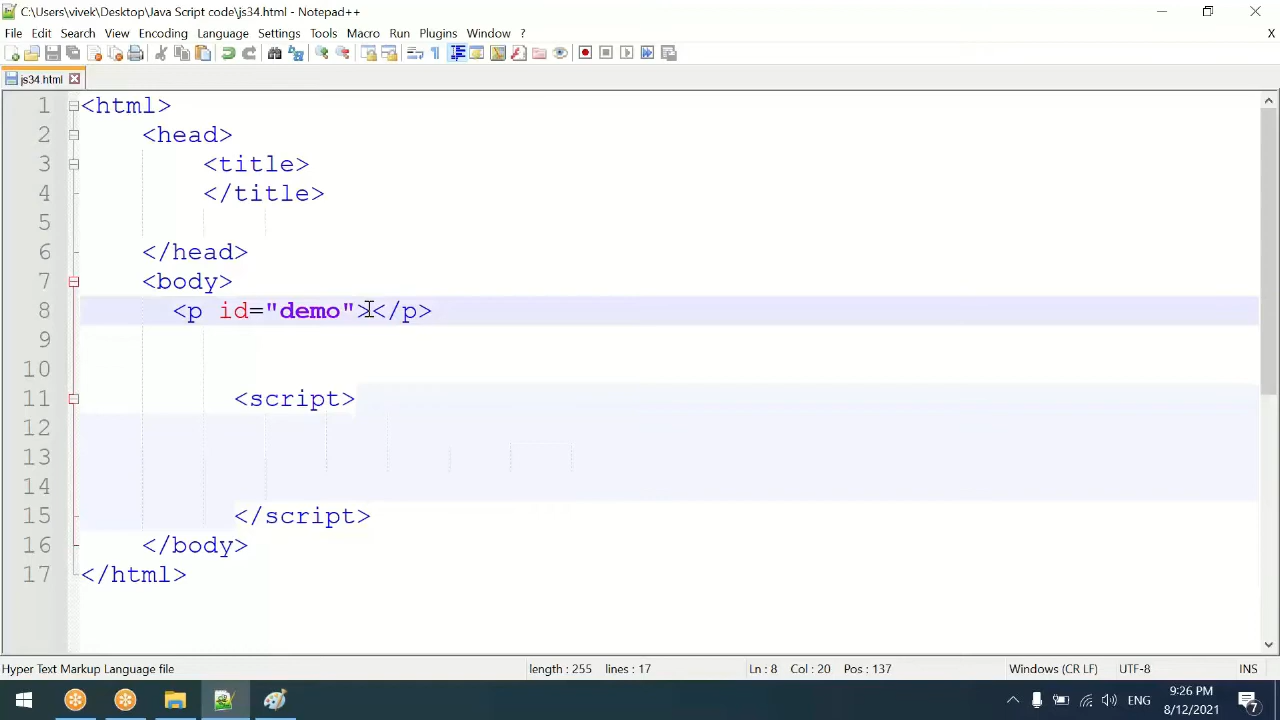 C:\Users\vivek\Desktop\Java Script code\js34.html - Notepad++
File Edit Search View Encoding Language Settings Tools Macro Run Plugins Window ? X
js34 html
1 <html>
2 <head>
3 <title>
4 </title>
5
6 </head>
7 <body>
8 <p id="demo"></p>
9
10
11 <script>
12
13
14
15 </script>
16 </body>
17 </html>
Hyper Text Markup Language file length : 255 lines : 17 Ln : 8 Col : 20 Pos : 137 Windows (CR LF) UTF-8 INS
ENG 9:26 PM
8/12/2021 7